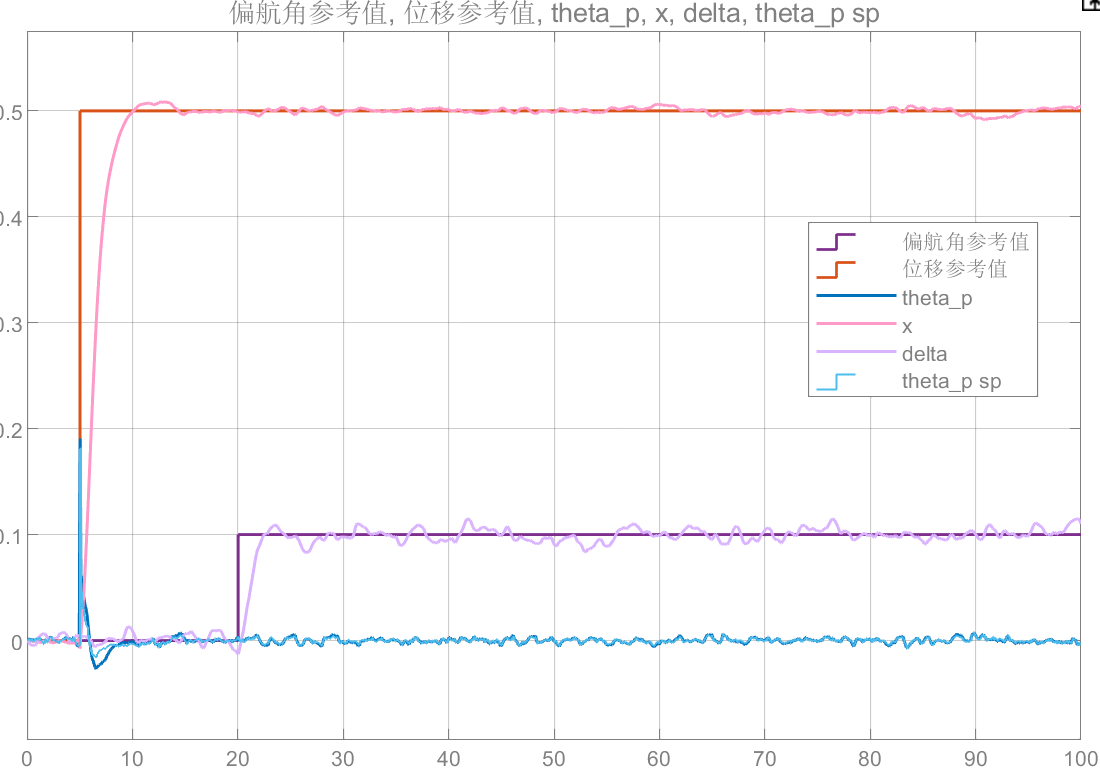 偏航角参考值, 位移参考值, theta_p, x, delta, theta_p sp
0.5
0.4
0.3
0.2
0.1
0
偏航角参考值
位移参考值
theta_p
x
delta
theta_p sp
0 10 20 30 40 50 60 70 80 90 100